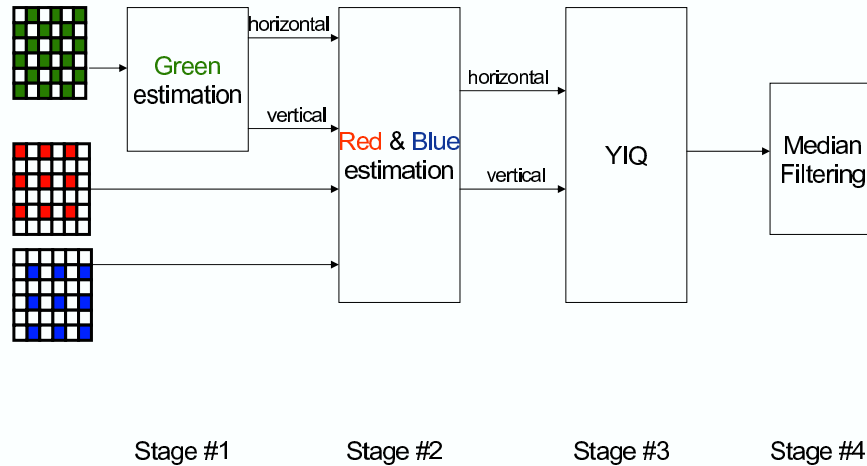 horizontal
Green
estimation
vertical
horizontal
Red & Blue
estimation
vertical
YIQ
Median
Filtering
Stage #1
Stage #2
Stage #3
Stage #4